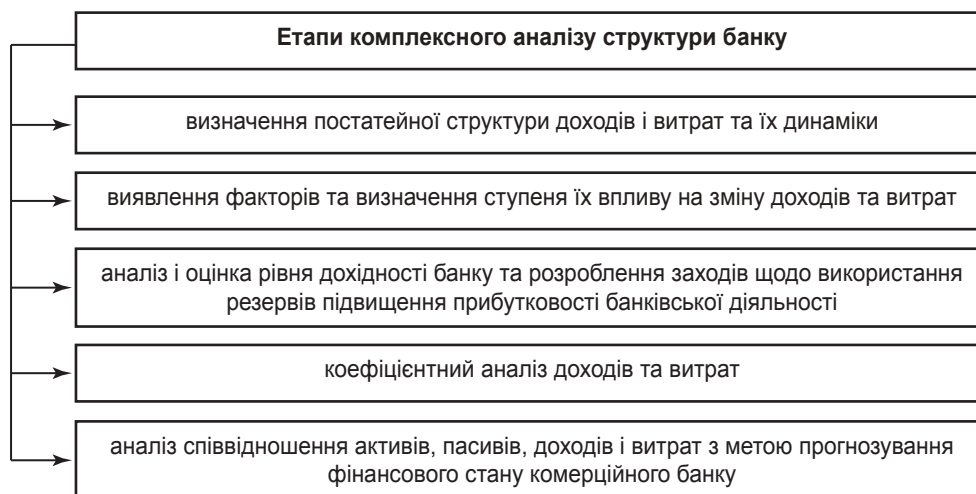 Етапи комплексного аналізу структури банку
визначення постатейної структури доходів і витрат та їх динаміки
виявлення факторів та визначення ступеня їх впливу на зміну доходів та витрат
аналіз і оцінка рівня дохідності банку та розроблення заходів щодо використання
резервів підвищення прибутковості банківської діяльності
коефіцієнтний аналіз доходів та витрат
аналіз співвідношення активів, пасивів, доходів і витрат з метою прогнозування
фінансового стану комерційного банку